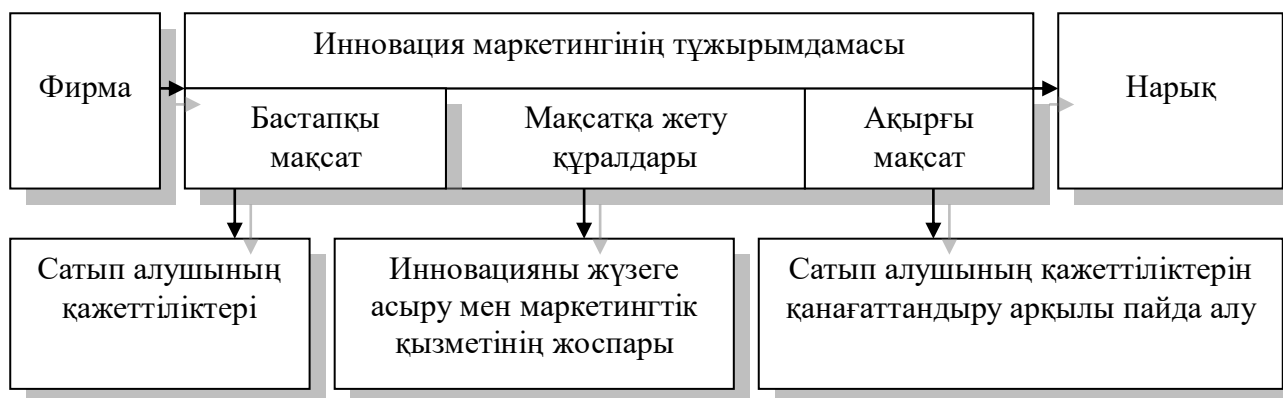 Инновация маркетингінің тұжырымдамасы
Фирма
Нарық
Бастапқы
мақсат
Мақсатқа жету
құралдары
Ақырғы
мақсат
Сатып алушының
қажеттіліктері
Инновацияны жүзеге
асыру мен маркетингтік
қызметінің жоспары
Сатып алушының қажеттіліктерін
қанағаттандыру арқылы пайда алу